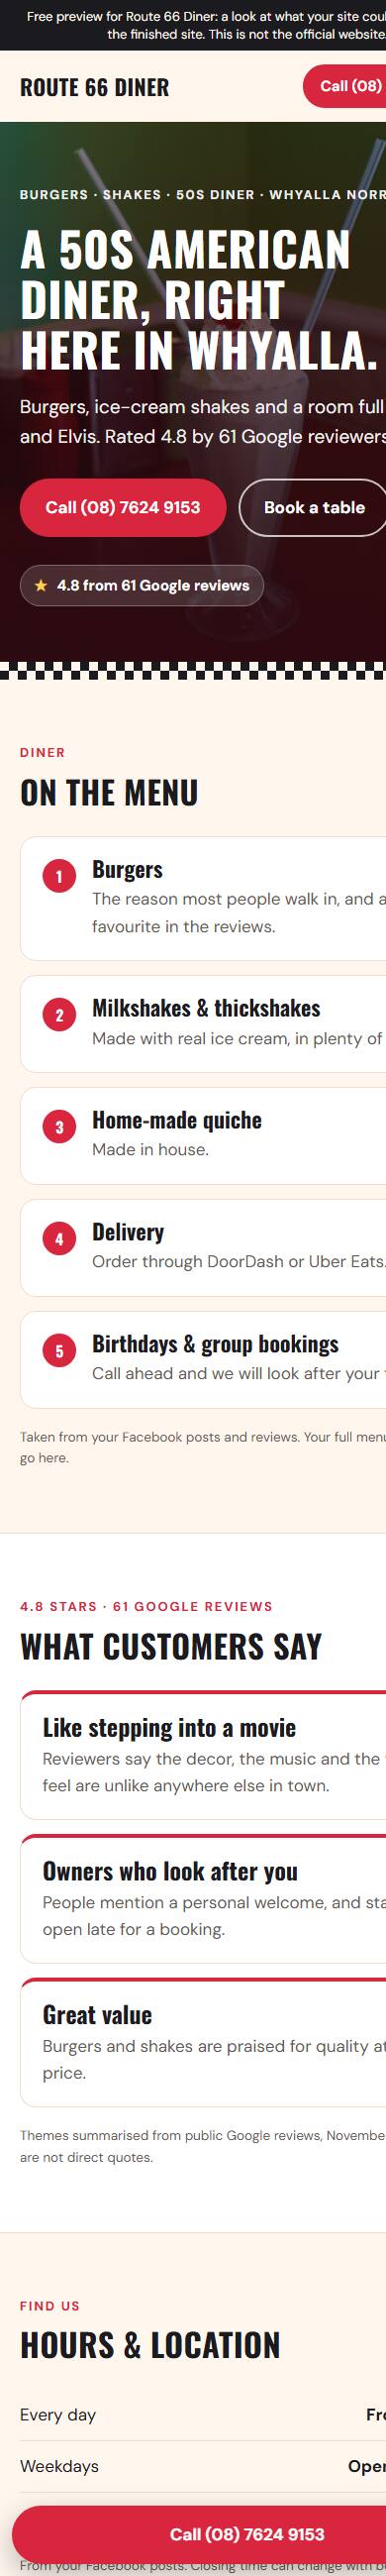 Free preview for Route 66 Diner: a look at what your site
the finished site. This is not the official website.
ROUTE 66 DINER
Call (08)
BURGERS · SHAKES · 50S DINER · WHYALLA
A 50S AMERICAN
DINER, RIGHT
HERE IN WHYALLA.
Burgers, ice-cream shakes and a room full
and Elvis. Rated 4.8 by 61 Google reviewers
Call (08) 7624 9153
Book a table
★ 4.8 from 61 Google reviews
DINER
ON THE MENU
1
Burgers
The reason most people walk in, and a
favourite in the reviews.
2
Milkshakes & thickshakes
Made with real ice cream, in plenty of
3
Home-made quiche
Made in house.
4
Delivery
Order through DoorDash or Uber Eats.
5
Birthdays & group bookings
Call ahead and we will look after your
Taken from your Facebook posts and reviews. Your full
go here.
4.8 STARS · 61 GOOGLE REVIEWS
WHAT CUSTOMERS SAY
Like stepping into a movie
Reviewers say the decor, the music and the
feel are unlike anywhere else in town.
Owners who look after you
People mention a personal welcome, and
open late for a booking.
Great value
Burgers and shakes are praised for quality
price.
Themes summarised from public Google reviews,
are not direct quotes.
FIND US
HOURS & LOCATION
Every day
Weekdays
Call (08) 7624 9153
From your Facebook posts. Closing time can change with